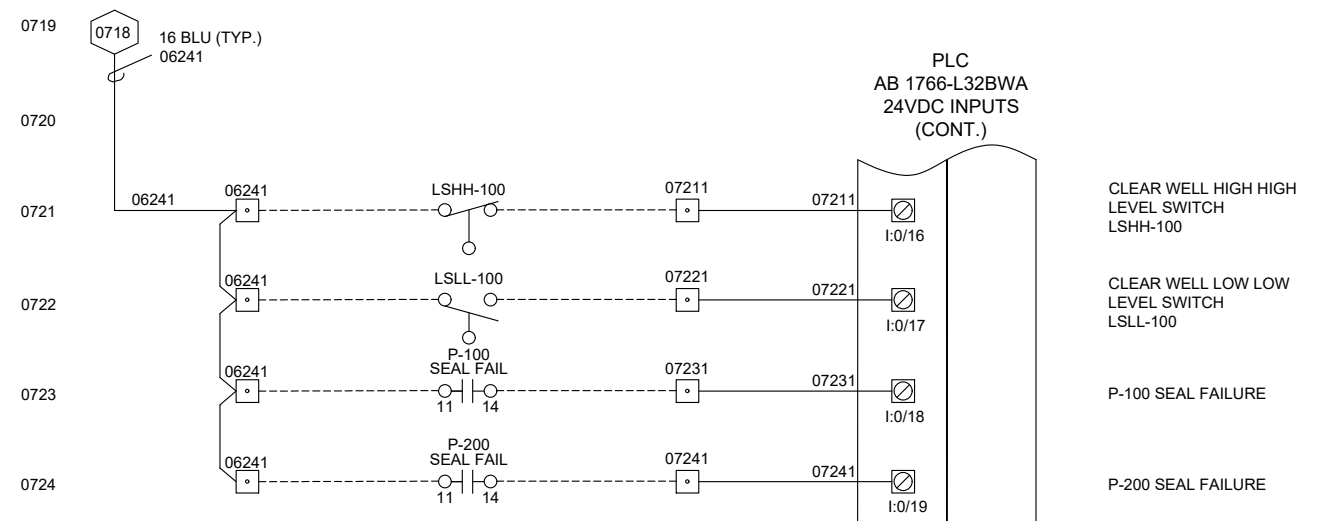 0719
0718
16 BLU (TYP.)
06241
PLC
AB 1766-L32BWA
24VDC INPUTS
(CONT.)
0720
0721
06241
06241
LSHH-100
07211
07211
I:0/16
CLEAR WELL HIGH HIGH
LEVEL SWITCH
LSHH-100
0722
06241
LSLL-100
07221
07221
I:0/17
CLEAR WELL LOW LOW
LEVEL SWITCH
LSLL-100
0723
06241
P-100
SEAL FAIL
11 14
07231
07231
I:0/18
P-100 SEAL FAILURE
0724
06241
P-200
SEAL FAIL
11 14
07241
07241
I:0/19
P-200 SEAL FAILURE